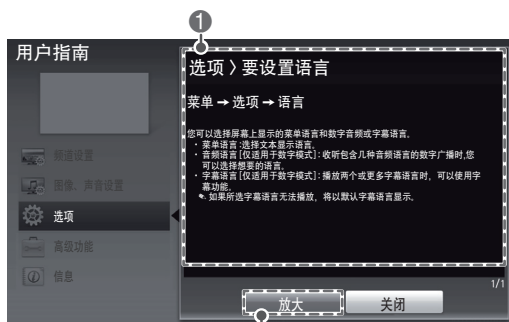 ❶
用户指南
选项 〉要设置语言
菜单 ➞ 选项 ➞ 语言
您可以选择屏幕上显示的菜单语言和数字音频或字幕语言。
・ 菜单语言 :选择文本显示语言。
・ 音频语言 [仅适用于数字模式] : 收听包含几种音频语言的数字广播时,您
可以选择想要的语言。
・ 字幕语言 [仅适用于数字模式] : 播放两个或更多字幕语言时，可以使用字
幕功能。
✎ 如果所选字幕语言无法播放，将以默认字幕语言显示。
频道设置
图像、声音设置
选项
高级功能
信息
1/1
放大
关闭